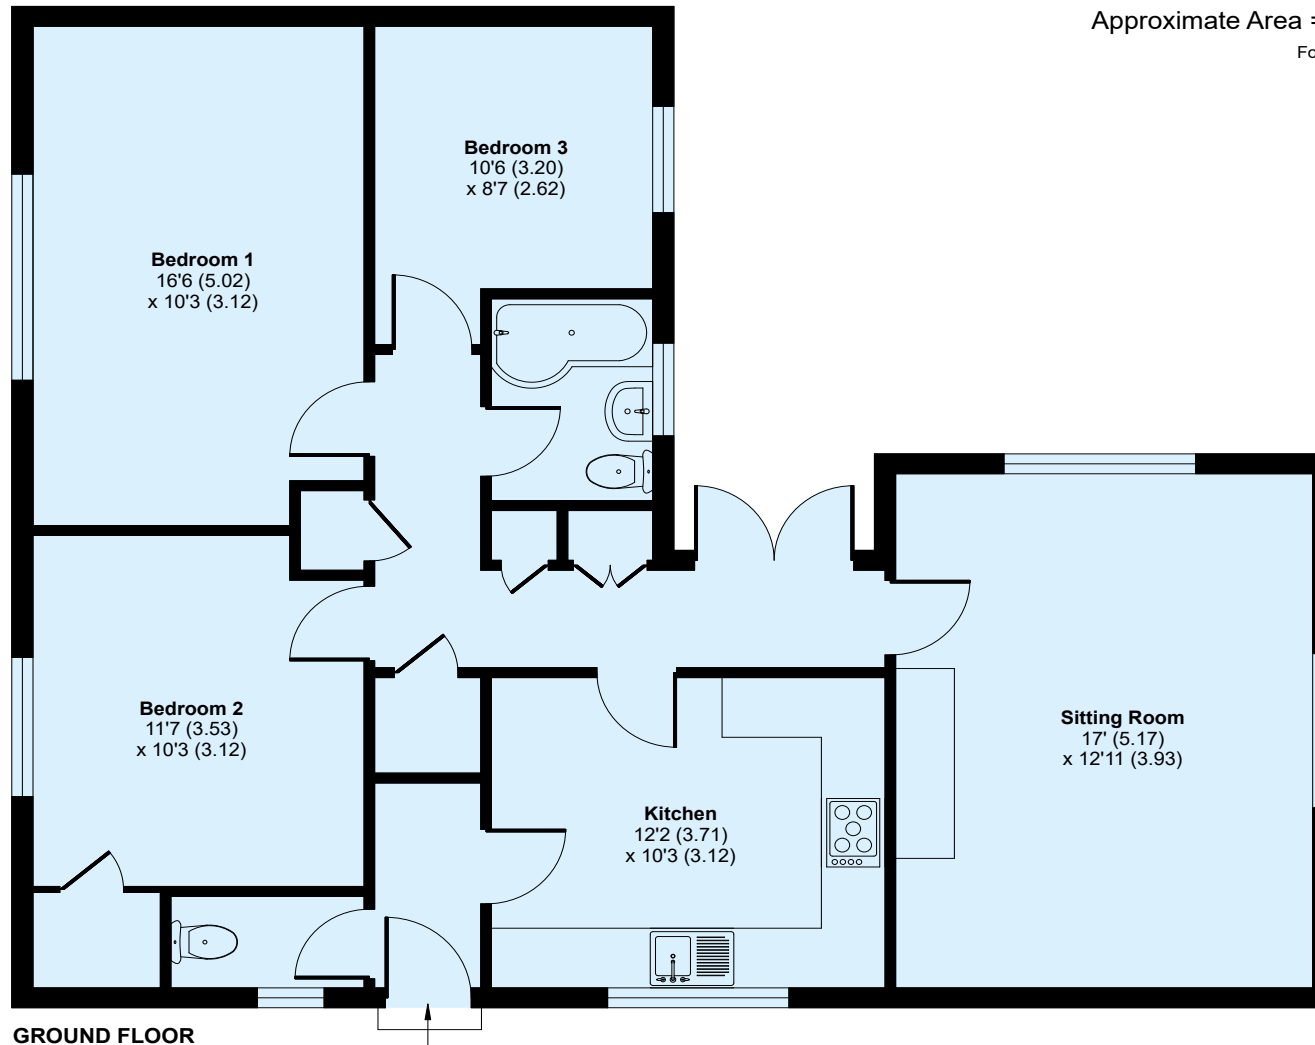 Approximate Area =
Fo
Bedroom 3
10'6 (3.20)
x 8'7 (2.62)
Bedroom 1
16'6 (5.02)
x 10'3 (3.12)
Bedroom 2
11'7 (3.53)
x 10'3 (3.12)
Sitting Room
17' (5.17)
x 12'11 (3.93)
Kitchen
12'2 (3.71)
x 10'3 (3.12)
GROUND FLOOR